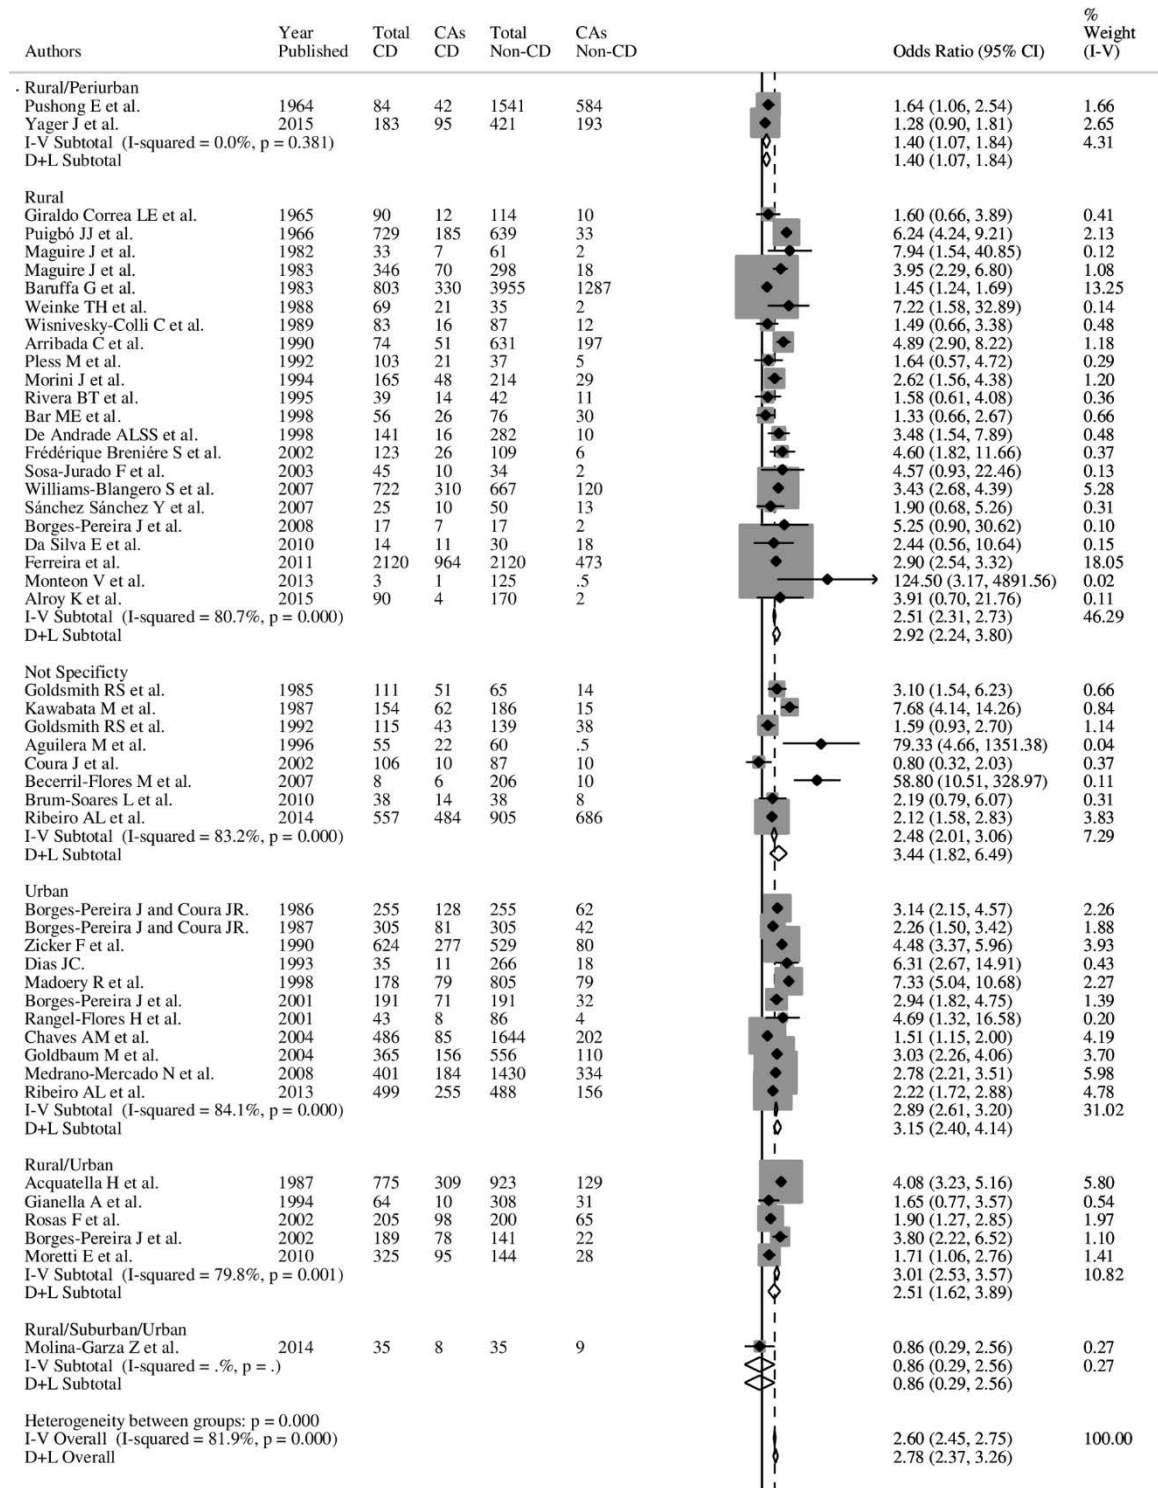 Authors Year Published Total CD CAs CD Total Non-CD CAs Non-CD Odds Ratio (95% CI) % Weight (I-V)
Rural/Periurban
Pushong E et al. 1964 84 42 1541 584 1.64 (1.06, 2.54) 1.66
Yager J et al. 2015 183 95 421 193 1.28 (0.90, 1.81) 2.65
I-V Subtotal (I-squared = 0.0%, p = 0.381) 1.40 (1.07, 1.84) 4.31
D+L Subtotal 1.40 (1.07, 1.84)
Rural
Giraldo Correa LE et al. 1965 90 12 114 10 1.60 (0.66, 3.89) 0.41
Puigbó JJ et al. 1966 729 185 639 33 6.24 (4.24, 9.21) 2.13
Maguire J et al. 1982 33 7 61 2 7.94 (1.54, 40.85) 0.12
Maguire J et al. 1983 346 70 298 18 3.95 (2.29, 6.80) 1.08
Baruffa G et al. 1983 803 330 3955 1287 1.45 (1.24, 1.69) 13.25
Weinke TH et al. 1988 69 21 35 2 7.22 (1.58, 32.89) 0.14
Wisnivesky-Colli C et al. 1989 83 16 87 12 1.49 (0.66, 3.38) 0.48
Arribada C et al. 1990 74 51 631 197 4.89 (2.90, 8.22) 1.18
Pless M et al. 1992 103 21 37 5 1.64 (0.57, 4.72) 0.29
Morini J et al. 1994 165 48 214 29 2.62 (1.56, 4.38) 1.20
Rivera BT et al. 1995 39 14 42 11 1.58 (0.61, 4.08) 0.36
Bar ME et al. 1998 56 26 76 30 1.33 (0.66, 2.67) 0.66
De Andrade ALSS et al. 1998 141 16 282 10 3.48 (1.54, 7.89) 0.48
Frédérique Breniére S et al. 2002 123 26 109 6 4.60 (1.82, 11.66) 0.37
Sosa-Jurado F et al. 2003 45 10 34 2 4.57 (0.93, 22.46) 0.13
Williams-Blangero S et al. 2007 722 310 667 120 3.43 (2.68, 4.39) 5.28
Sánchez Sánchez Y et al. 2007 25 10 50 13 1.90 (0.68, 5.26) 0.31
Borges-Pereira J et al. 2008 17 7 17 2 5.25 (0.90, 30.62) 0.10
Da Silva E et al. 2010 14 11 30 18 2.44 (0.56, 10.64) 0.15
Ferreira et al. 2011 2120 964 2120 473 2.90 (2.54, 3.32) 18.05
Monteon V et al. 2013 3 1 125 .5 124.50 (3.17, 4891.56) 0.02
Alroy K et al. 2015 90 4 170 2 3.91 (0.70, 21.76) 0.11
I-V Subtotal (I-squared = 80.7%, p = 0.000) 2.51 (2.31, 2.73) 46.29
D+L Subtotal 2.92 (2.24, 3.80)
Not Specificty
Goldsmith RS et al. 1985 111 51 65 14 3.10 (1.54, 6.23) 0.66
Kawabata M et al. 1987 154 62 186 15 7.68 (4.14, 14.26) 0.84
Goldsmith RS et al. 1992 115 43 139 38 1.59 (0.93, 2.70) 1.14
Aguilera M et al. 1996 55 22 60 .5 79.33 (4.66, 1351.38) 0.04
Coura J et al. 2002 106 10 87 10 0.80 (0.32, 2.03) 0.37
Becerril-Flores M et al. 2007 8 6 206 10 58.80 (10.51, 328.97) 0.11
Brum-Soares L et al. 2010 38 14 38 8 2.19 (0.79, 6.07) 0.31
Ribeiro AL et al. 2014 557 484 905 686 2.12 (1.58, 2.83) 3.83
I-V Subtotal (I-squared = 83.2%, p = 0.000) 2.48 (2.01, 3.06) 7.29
D+L Subtotal 3.44 (1.82, 6.49)
Urban
Borges-Pereira J and Coura JR. 1986 255 128 255 62 3.14 (2.15, 4.57) 2.26
Borges-Pereira J and Coura JR. 1987 305 81 305 42 2.26 (1.50, 3.42) 1.88
Zicker F et al. 1990 624 277 529 80 4.48 (3.37, 5.96) 3.93
Dias JC. 1993 35 11 266 18 6.31 (2.67, 14.91) 0.43
Madoery R et al. 1998 178 79 805 79 7.33 (5.04, 10.68) 2.27
Borges-Pereira J et al. 2001 191 71 191 32 2.94 (1.82, 4.75) 1.39
Rangel-Flores H et al. 2001 43 8 86 4 4.69 (1.32, 16.58) 0.20
Chaves AM et al. 2004 486 85 1644 202 1.51 (1.15, 2.00) 4.19
Goldbaum M et al. 2004 365 156 556 110 3.03 (2.26, 4.06) 3.70
Medrano-Mercado N et al. 2008 401 184 1430 334 2.78 (2.21, 3.51) 5.98
Ribeiro AL et al. 2013 499 255 488 156 2.22 (1.72, 2.88) 4.78
I-V Subtotal (I-squared = 84.1%, p = 0.000) 2.89 (2.61, 3.20) 31.02
D+L Subtotal 3.15 (2.40, 4.14)
Rural/Urban
Acquatella H et al. 1987 775 309 923 129 4.08 (3.23, 5.16) 5.80
Gianella A et al. 1994 64 10 308 31 1.65 (0.77, 3.57) 0.54
Rosas F et al. 2002 205 98 200 65 1.90 (1.27, 2.85) 1.97
Borges-Pereira J et al. 2002 189 78 141 22 3.80 (2.22, 6.52) 1.10
Moretti E et al. 2010 325 95 144 28 1.71 (1.06, 2.76) 1.41
I-V Subtotal (I-squared = 79.8%, p = 0.001) 3.01 (2.53, 3.57) 10.82
D+L Subtotal 2.51 (1.62, 3.89)
Rural/Suburban/Urban
Molina-Garza Z et al. 2014 35 8 35 9 0.86 (0.29, 2.56) 0.27
I-V Subtotal (I-squared = .%, p = .) 0.86 (0.29, 2.56) 0.27
D+L Subtotal 0.86 (0.29, 2.56)
Heterogeneity between groups: p = 0.000
I-V Overall (I-squared = 81.9%, p = 0.000) 2.60 (2.45, 2.75) 100.00
D+L Overall 2.78 (2.37, 3.26)